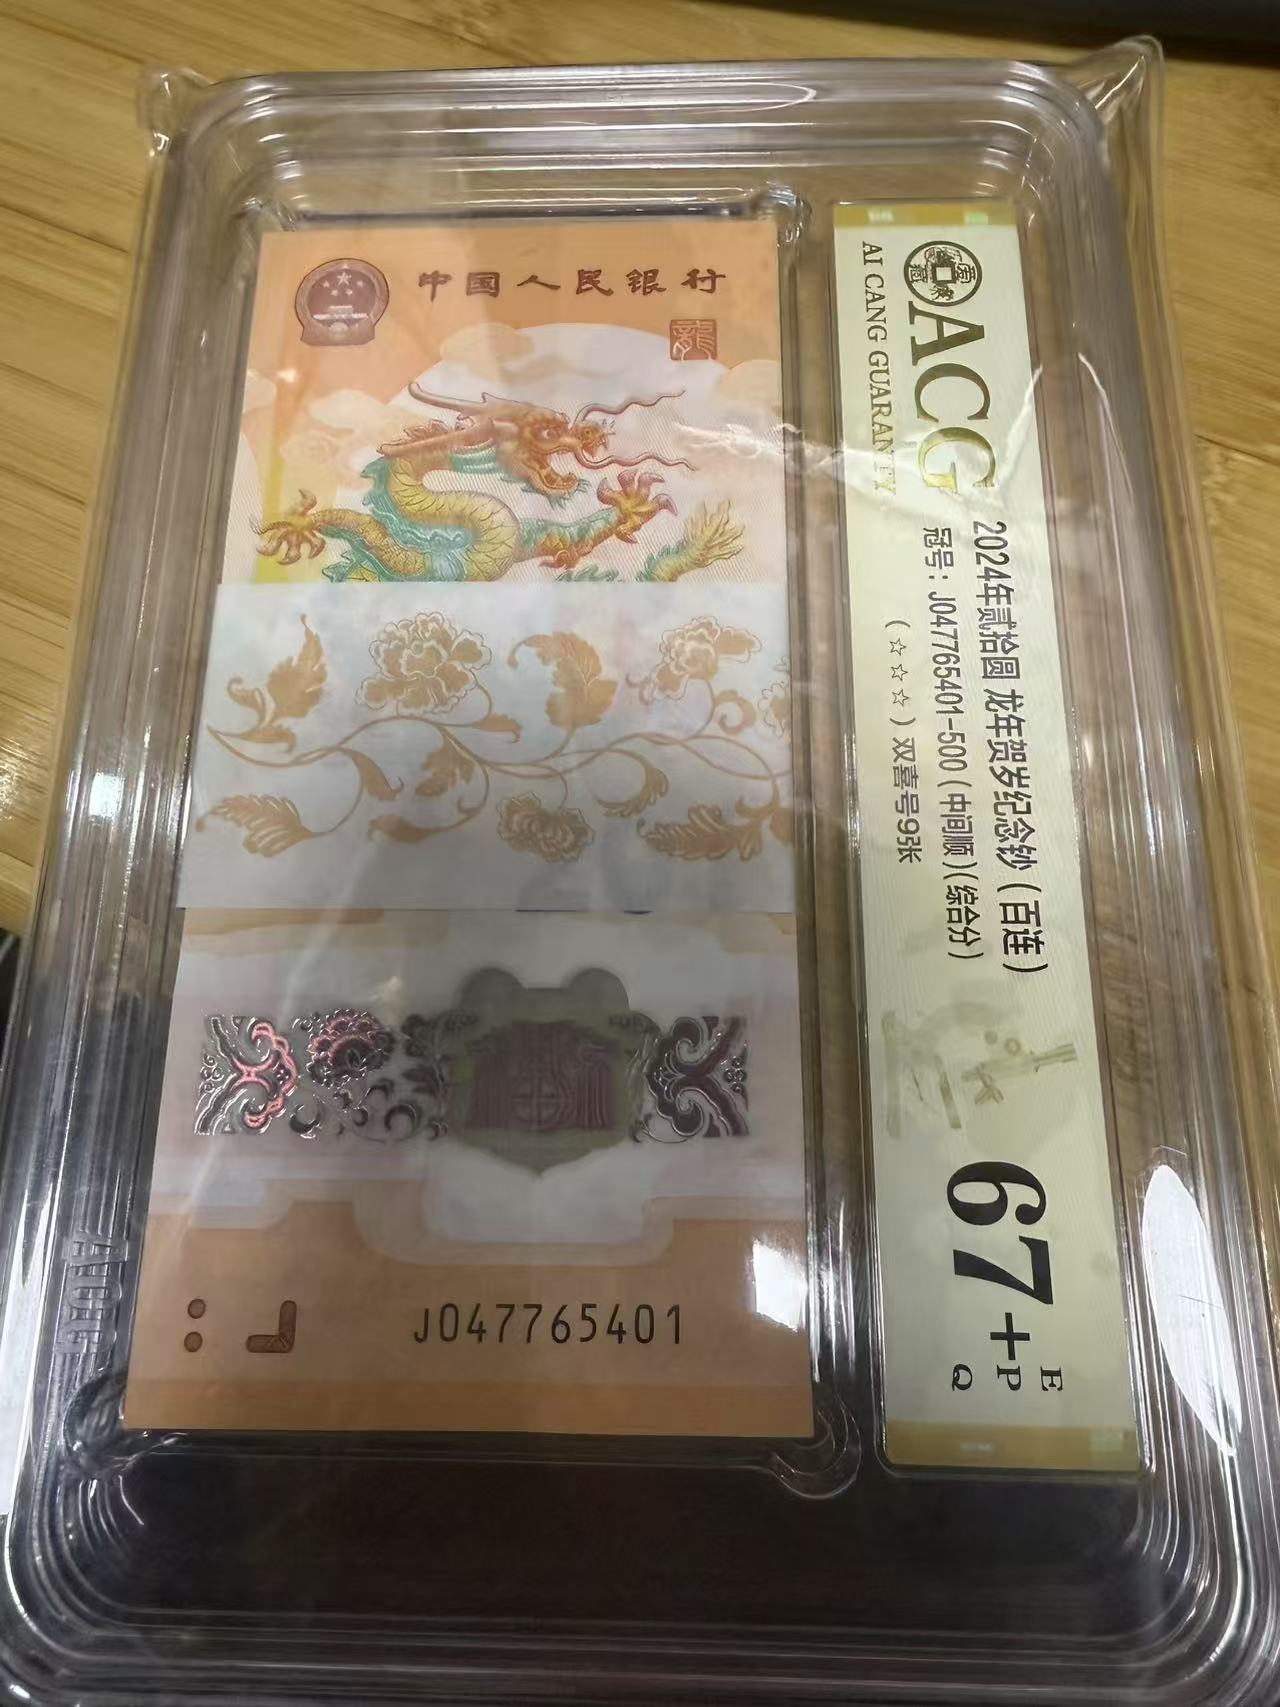 中国人民银行
龍
J047765401
ACG
AI CANG GUARANTY
2024年贰拾圆 龙年贺岁纪念钞(百连)
冠号:J047765401-500(中间顺)(综合分)
(☆☆☆)双喜号9张
67+
E
P
Q